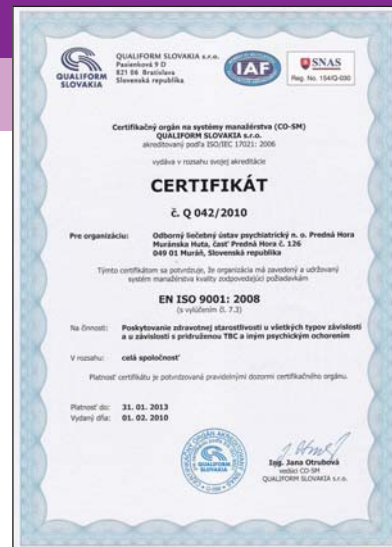 QUALIFORM SLOVAKIA s.r.o.
Pasienková 9 D
821 06 Bratislava
Slovenská republika
QUALIFORM
SLOVAKIA
IAF
SNAS
Reg. No. 154/Q-030
Certifikačný orgán na systémy manažérstva (CO-SM)
QUALIFORM SLOVAKIA s.r.o.
akreditovaný podľa ISO/IEC 17021: 2006
vydáva v rozsahu svojej akreditácie
CERTIFIKÁT
č. Q 042/2010
Pre organizáciu: Odborný liečebný ústav psychiatrický n. o. Predná Hora
Muránska Huta, časť Predná Hora č. 126
049 01 Muráň, Slovenská republika
Týmto certifikátom sa potvrdzuje, že organizácia má zavedený a udržovaný
systém manažérstva kvality zodpovedajúci požiadavkám
EN ISO 9001: 2008
(s vylúčením čl. 7.3)
Na činnosti: Poskytovanie zdravotnej starostlivosti u všetkých typov závislostí
a u závislostí s pridruženou TBC a iným psychickým ochorením
V rozsahu: celá spoločnosť
Platnosť certifikátu je potvrdzovaná pravidelnými dozormi certifikačného orgánu.
Platnosť do: 31. 01. 2013
Vydaný dňa: 01. 02. 2010
QUALIFORM
SLOVAKIA
Ing. Jana Otrubová
vedúci CO-SM
QUALIFORM SLOVAKIA s.r.o.